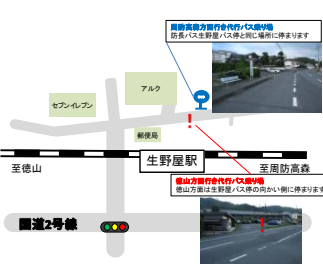 周防高森方面行き代行バス乗り場
防長バス生野屋バス停と同じ場所に停まります
アルク
セブンイレブン
!
郵便局
生野屋駅
至徳山
至周防高森
徳山方面行き代行バス乗り場
徳山方面は生野屋バス停の向かい側に停まります
国道2号線
!